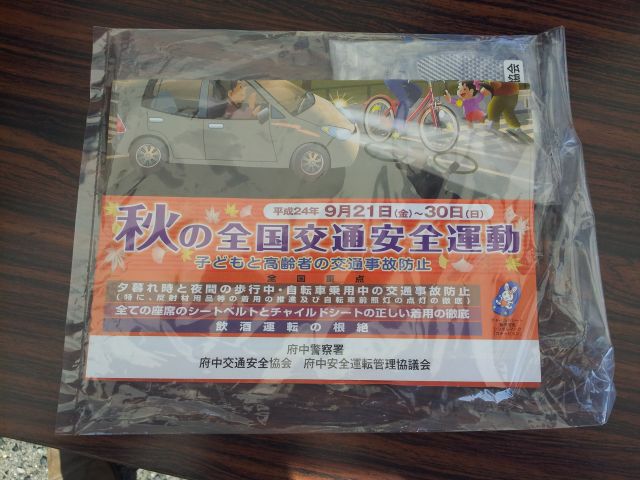 協会
平成24年 9月21日(金)〜30日(日)
秋の全国交通安全運動
子どもと高齢者の交通事故防止
全国重点
夕暮れ時と夜間の歩行中・自転車乗用中の交通事故防止
(特に、反射材用品等の着用の推進及び自転車前照灯の点灯の徹底)
全ての座席のシートベルトとチャイルドシートの正しい着用の徹底
飲酒運転の根絶
府中警察署
府中交通安全協会 府中安全運転管理協議会